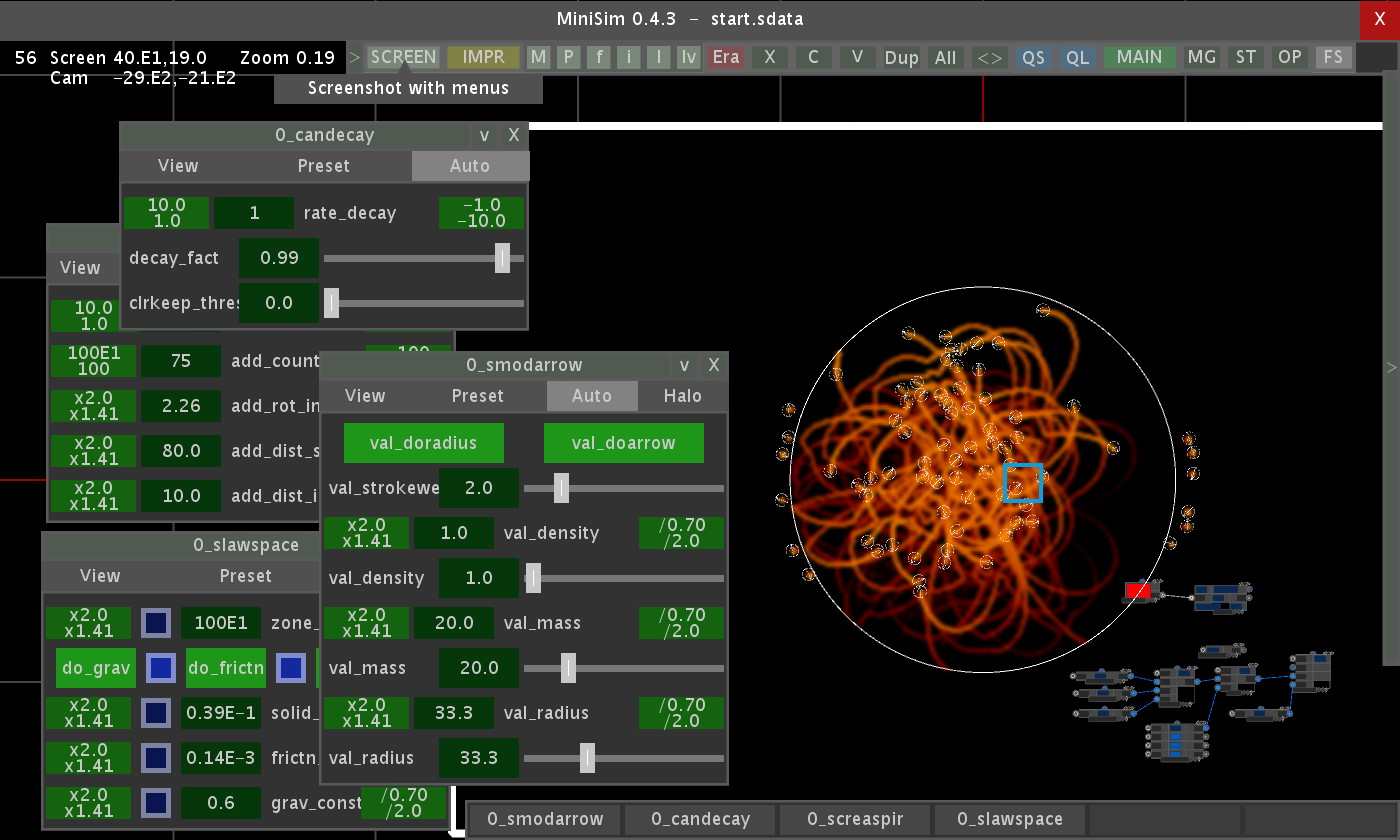 MiniSim 0.4.3 – start.sdata
X
56 Screen 40.E1,19.0 Zoom 0.19
Cam -29.E2,-21.E2
> SCREEN IMPR M P f i l lv Era X C V Dup All <> QS QL MAIN MG ST OP FS
Screenshot with menus
0_candecay v X
View Preset Auto
10.0
1.0
1 rate_decay
-1.0
-10.0
decay_fact 0.99
clrkeep_thres 0.0
View
10.0
1.0
100E1
100
75 add_count
x2.0
x1.41
2.26 add_rot_in
x2.0
x1.41
80.0 add_dist_s
x2.0
x1.41
10.0 add_dist_i
0_smodarrow v X
View Preset Auto Halo
val_doradius val_doarrow
val_strokewe 2.0
x2.0
x1.41
1.0 val_density
/0.70
/2.0
val_density 1.0
x2.0
x1.41
20.0 val_mass
/0.70
/2.0
val_mass 20.0
x2.0
x1.41
33.3 val_radius
/0.70
/2.0
val_radius 33.3
0_slawspace
View Preset
x2.0
x1.41
100E1 zone_
do_grav do_frictn
x2.0
x1.41
0.39E-1 solid_
x2.0
x1.41
0.14E-3 frictn
x2.0
x1.41
0.6 grav_const
/0.70
/2.0
>
0_smodarrow 0_candecay 0_screaspir 0_slawspace